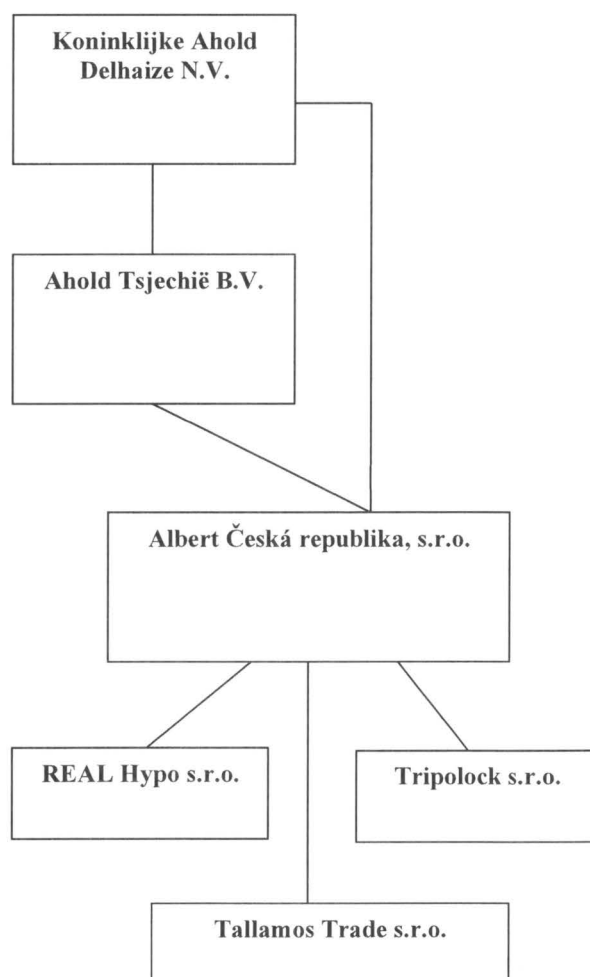 Koninklijke Ahold
Delhaize N.V.
Ahold Tsjechië B.V.
Albert Česká republika, s.r.o.
REAL Hypo s.r.o.
Tripolock s.r.o.
Tallamos Trade s.r.o.